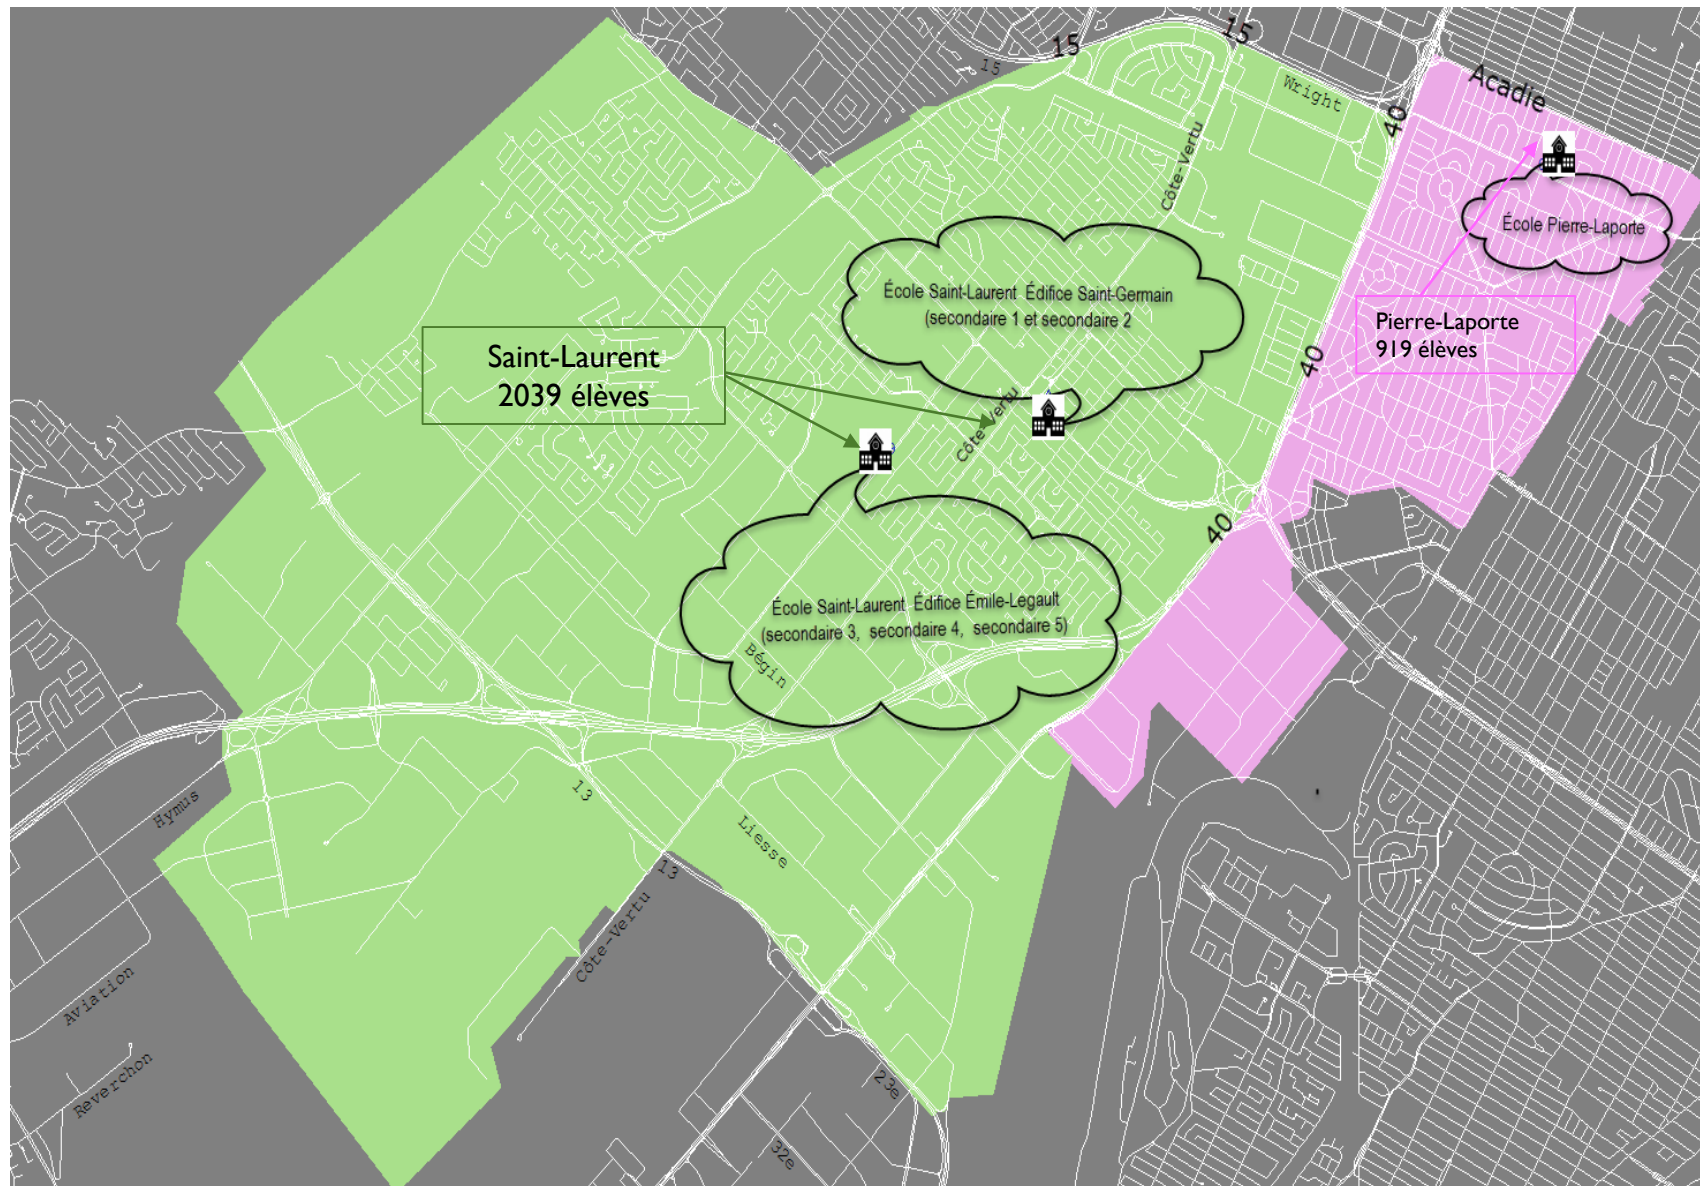 15
15
15
Wright
Acadie
40
Côte-Vertu
École Pierre-Laporte
École Saint-Laurent Édifice Saint-Germain
(secondaire 1 et secondaire 2
Pierre-Laporte
919 élèves
Saint-Laurent
2039 élèves
40
Côte-Vertu
40
École Saint-Laurent Édifice Émile-Legault
(secondaire 3, secondaire 4, secondaire 5)
Bégin
13
Hymus
Liesse
13
Côte-Vertu
Aviation
Reverchon
23e
32e